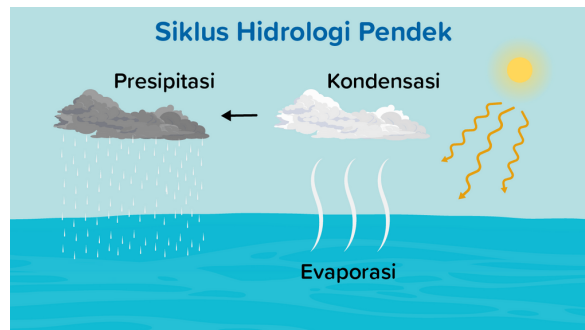 Siklus Hidrologi Pendek
Presipitasi
Kondensasi
Evaporasi